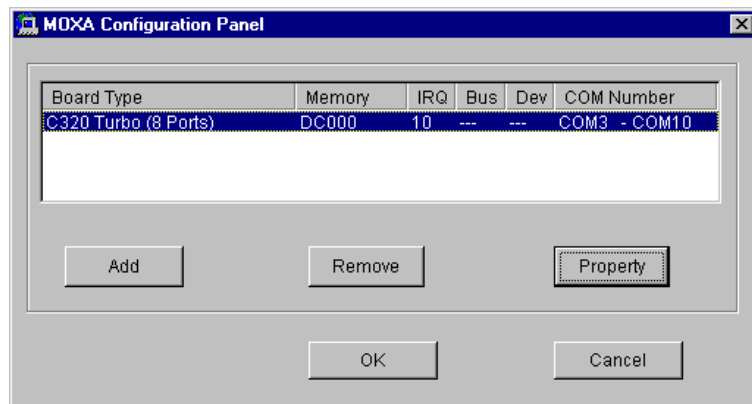 MOXA Configuration Panel
Board Type Memory IRQ Bus Dev COM Number
C320 Turbo (8 Ports) DC000 10 --- --- COM3 - COM10
Add Remove Property
OK Cancel